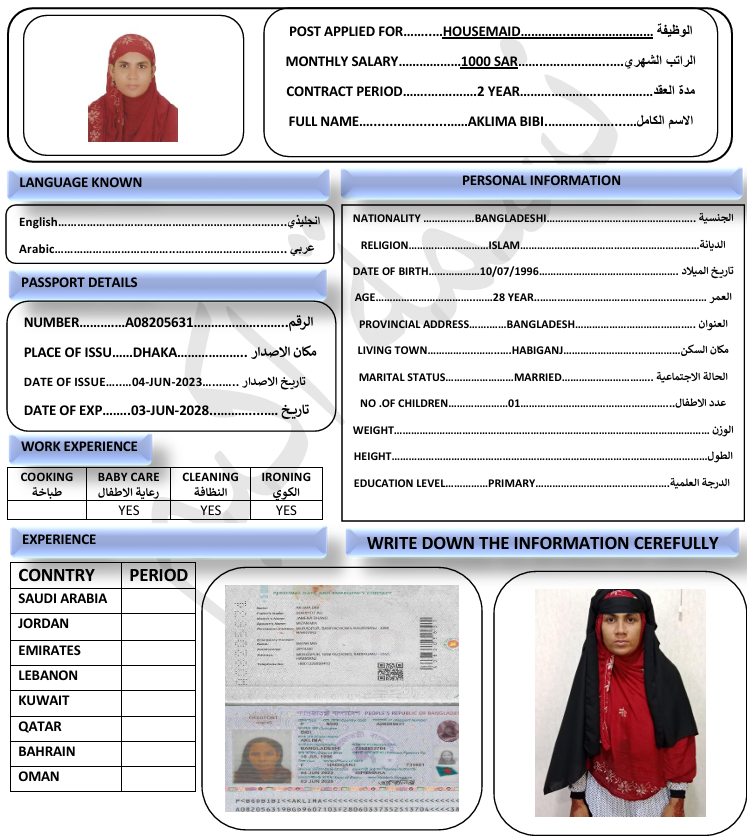 POST APPLIED FOR..........HOUSEMAID...................................... الوظيفة
MONTHLY SALARY..................1000 SAR..............................الراتب الشهري
CONTRACT PERIOD.....................2 YEAR...............................مدة العقد
FULL NAME..............................AKLIMA BIBI......................... الاسم الكامل
LANGUAGE KNOWN
English.................................................................انجليذي
Arabic.................................................................. عربي
PASSPORT DETAILS
NUMBER.............A08205631..........................الرقم
PLACE OF ISSU......DHAKA.................... مكان الاصدار
DATE OF ISSUE........04-JUN-2023............ تاريخ الاصدار
DATE OF EXP........03-JUN-2028.................... تاريخ
WORK EXPERIENCE
COOKING BABY CARE CLEANING IRONING
طباخة رعاية الاطفال النظافة الكوي
YES YES YES
PERSONAL INFORMATION
NATIONALITY ...............BANGLADESHI........................................... الجنسية
RELIGION........................ISLAM...................................................الديانة
DATE OF BIRTH...............10/07/1996........................................ تاريخ الميلاد
AGE........................................28 YEAR............................................العمر
PROVINCIAL ADDRESS...........BANGLADESH................................... العنوان
LIVING TOWN.........................HABIGANJ....................................مكان السكن
MARITAL STATUS....................MARRIED............................... الحالة الاجتماعية
NO .OF CHILDREN..................01..............................................عدد الاطفال
WEIGHT.......................................................................................... الوزن
HEIGHT...........................................................................................الطول
EDUCATION LEVEL..........PRIMARY............................................الدرجة العلمية
EXPERIENCE
CONNTRY PERIOD
SAUDI ARABIA
JORDAN
EMIRATES
LEBANON
KUWAIT
QATAR
BAHRAIN
OMAN
WRITE DOWN THE INFORMATION CEREFULLY
PERSONAL DATA AND EMERGENCY CONTACT
PEOPLE'S REPUBLIC OF BANGLADESH
BIBI
AKLIMA
BANGLADESHI
HABIGANJ
04 JUN 2023
03 JUN 2028